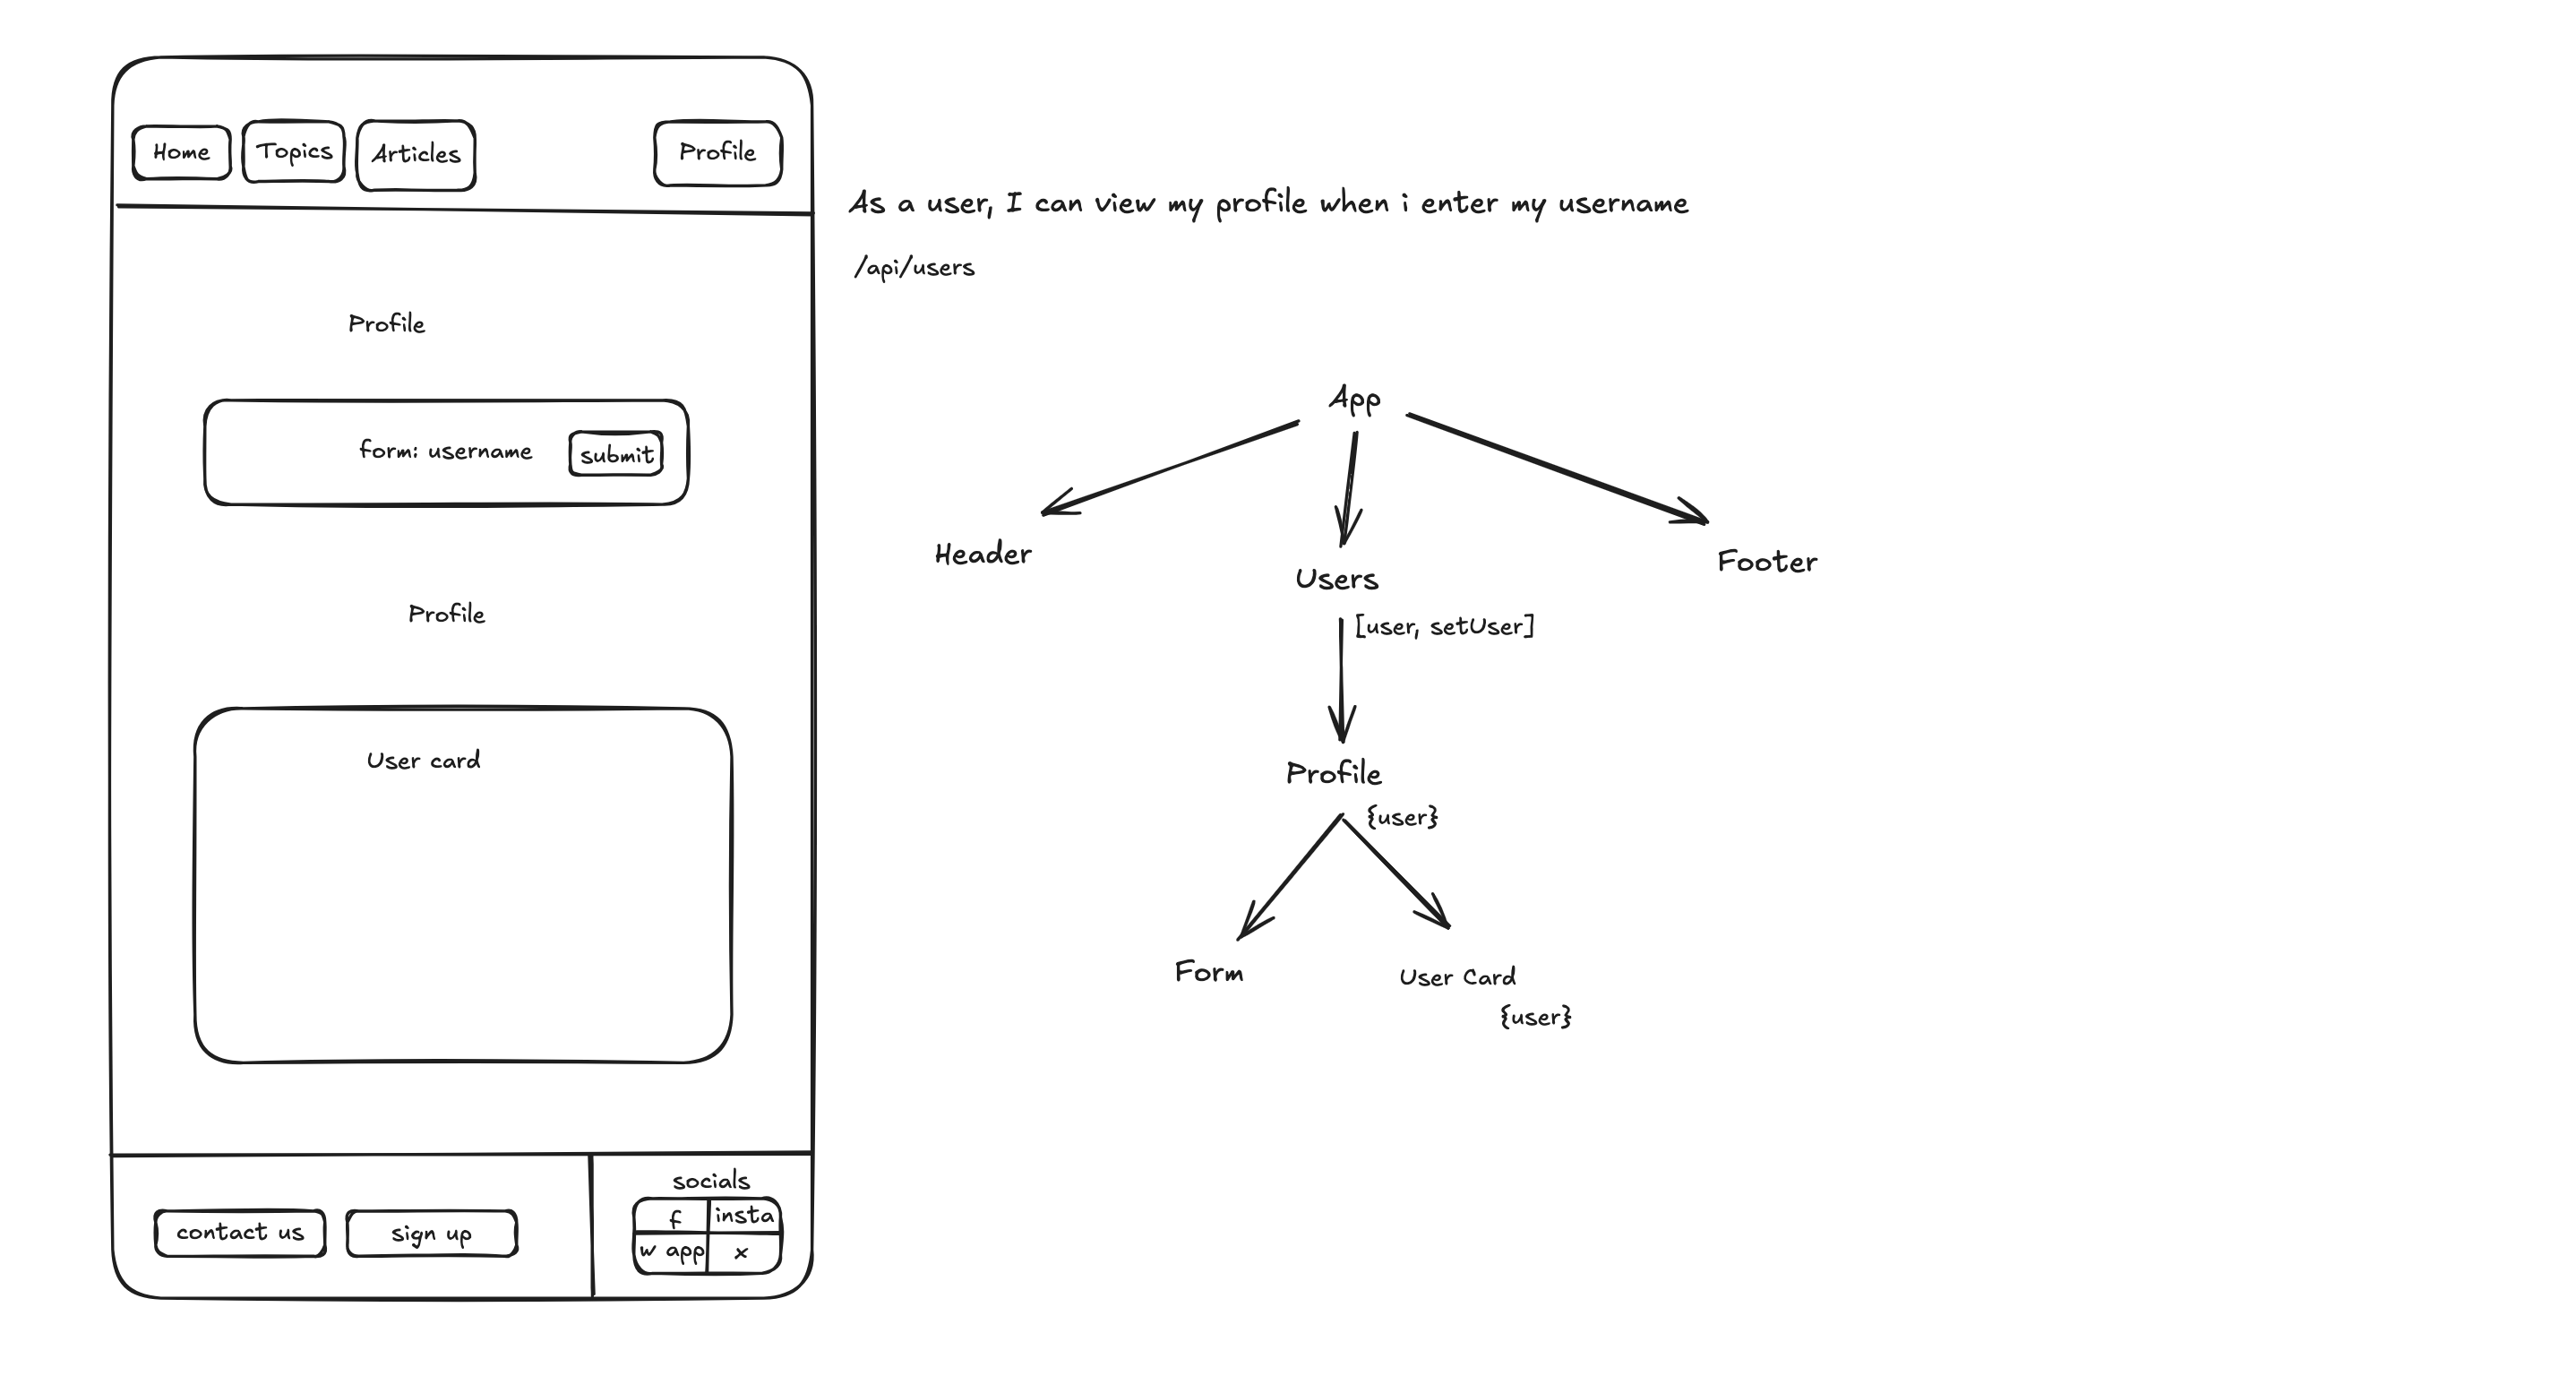 Home Topics Articles Profile
As a user, I can view my profile when i enter my username
/api/users
Profile
form: username submit
Profile
User card
contact us sign up
socials
f insta
w app x
App
Header
Users
Footer
[user, setUser]
Profile
{user}
Form
User Card
{user}